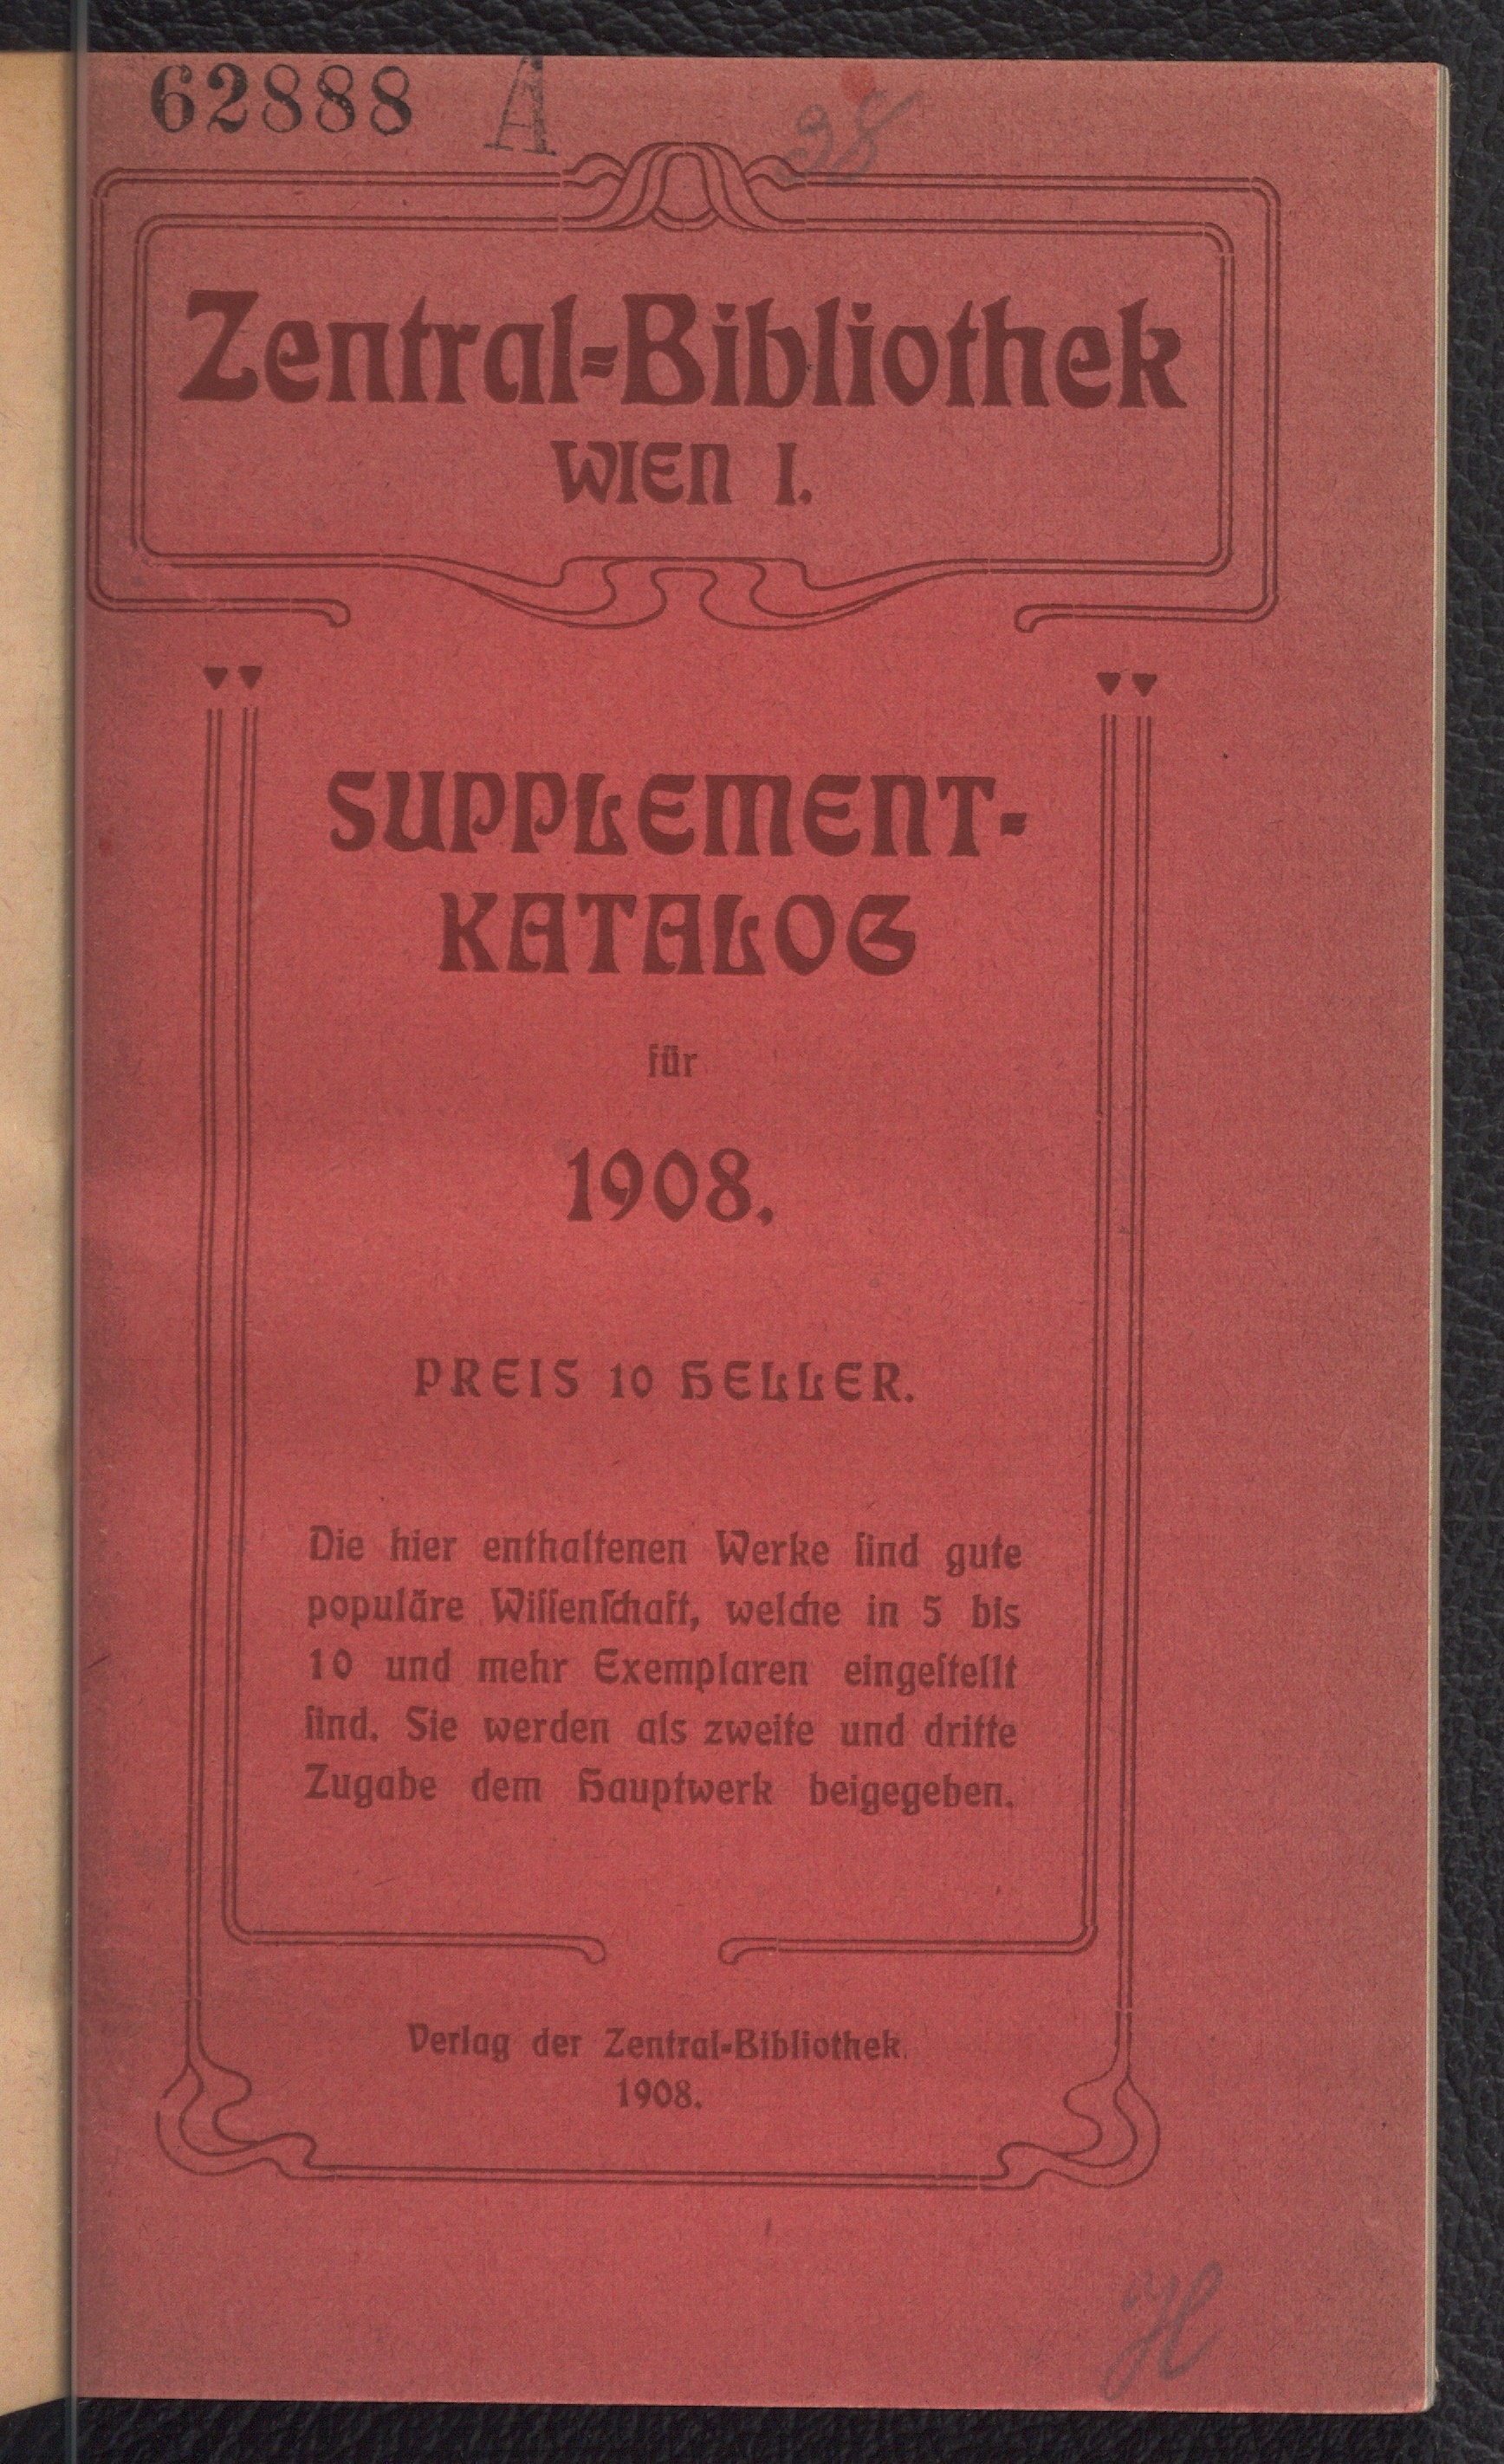 62888 A
38
Zentral-Bibliothek
WIEN I.
SUPPLEMENT-
KATALOG
für
1908.
PREIS 10 HELLER.
Die hier enthaltenen Werke ſind gute
populäre Wiſſenſchaft, welche in 5 bis
10 und mehr Exemplaren eingeſtellt
ſind. Sie werden als zweite und dritte
Zugabe dem Hauptwerk beigegeben.
Verlag der Zentral-Bibliothek.
1908.